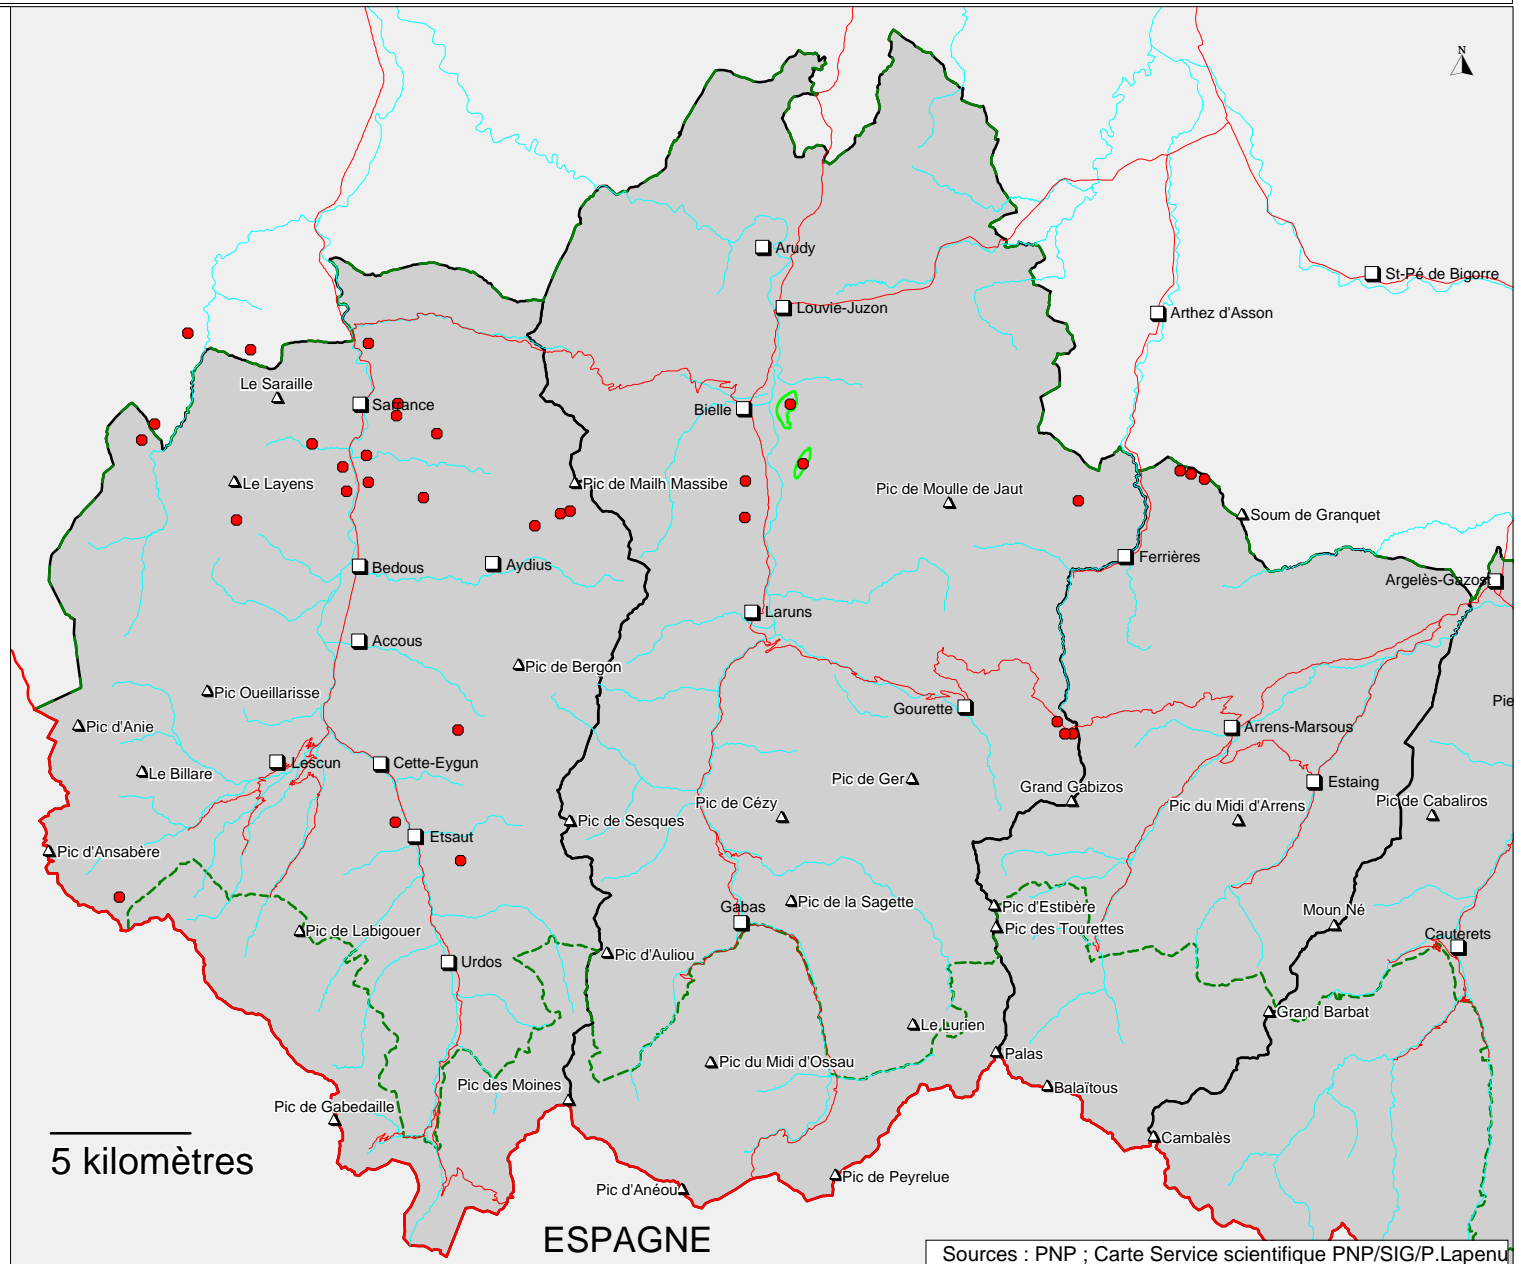 N
Arudy
St-Pé de Bigorre
Louvie-Juzon
Arthez d'Asson
Le Saraille
Sarrance
Bielle
Le Layens
Pic de Mailh Massibe
Pic de Moulle de Jaut
Soum de Granquet
Bedous
Aydius
Ferrières
Argelès-Gazost
Laruns
Accous
Pic de Bergon
Pic Oueillarisse
Pie
Gourette
Pic d'Anie
Arrens-Marsous
Lescun
Cette-Eygun
Le Billare
Pic de Ger
Grand Gabizos
Estaing
Pic de Cézy
Pic du Midi d'Arrens
Pic de Cabaliros
Pic de Sesques
Etsaut
Pic d'Ansabère
Pic de la Sagette
Gabas
Pic d'Estibère
Moun Né
Pic de Labigouer
Pic des Tourettes
Cauterets
Pic d'Auliou
Urdos
Grand Barbat
Le Lurien
Palas
Pic du Midi d'Ossau
Pic des Moines
Balaïtous
Pic de Gabedaille
Cambalès
5 kilomètres
Pic d'Anéou
Pic de Peyrelue
ESPAGNE
Sources : PNP ; Carte Service scientifique PNP/SIG/P.Lapenu